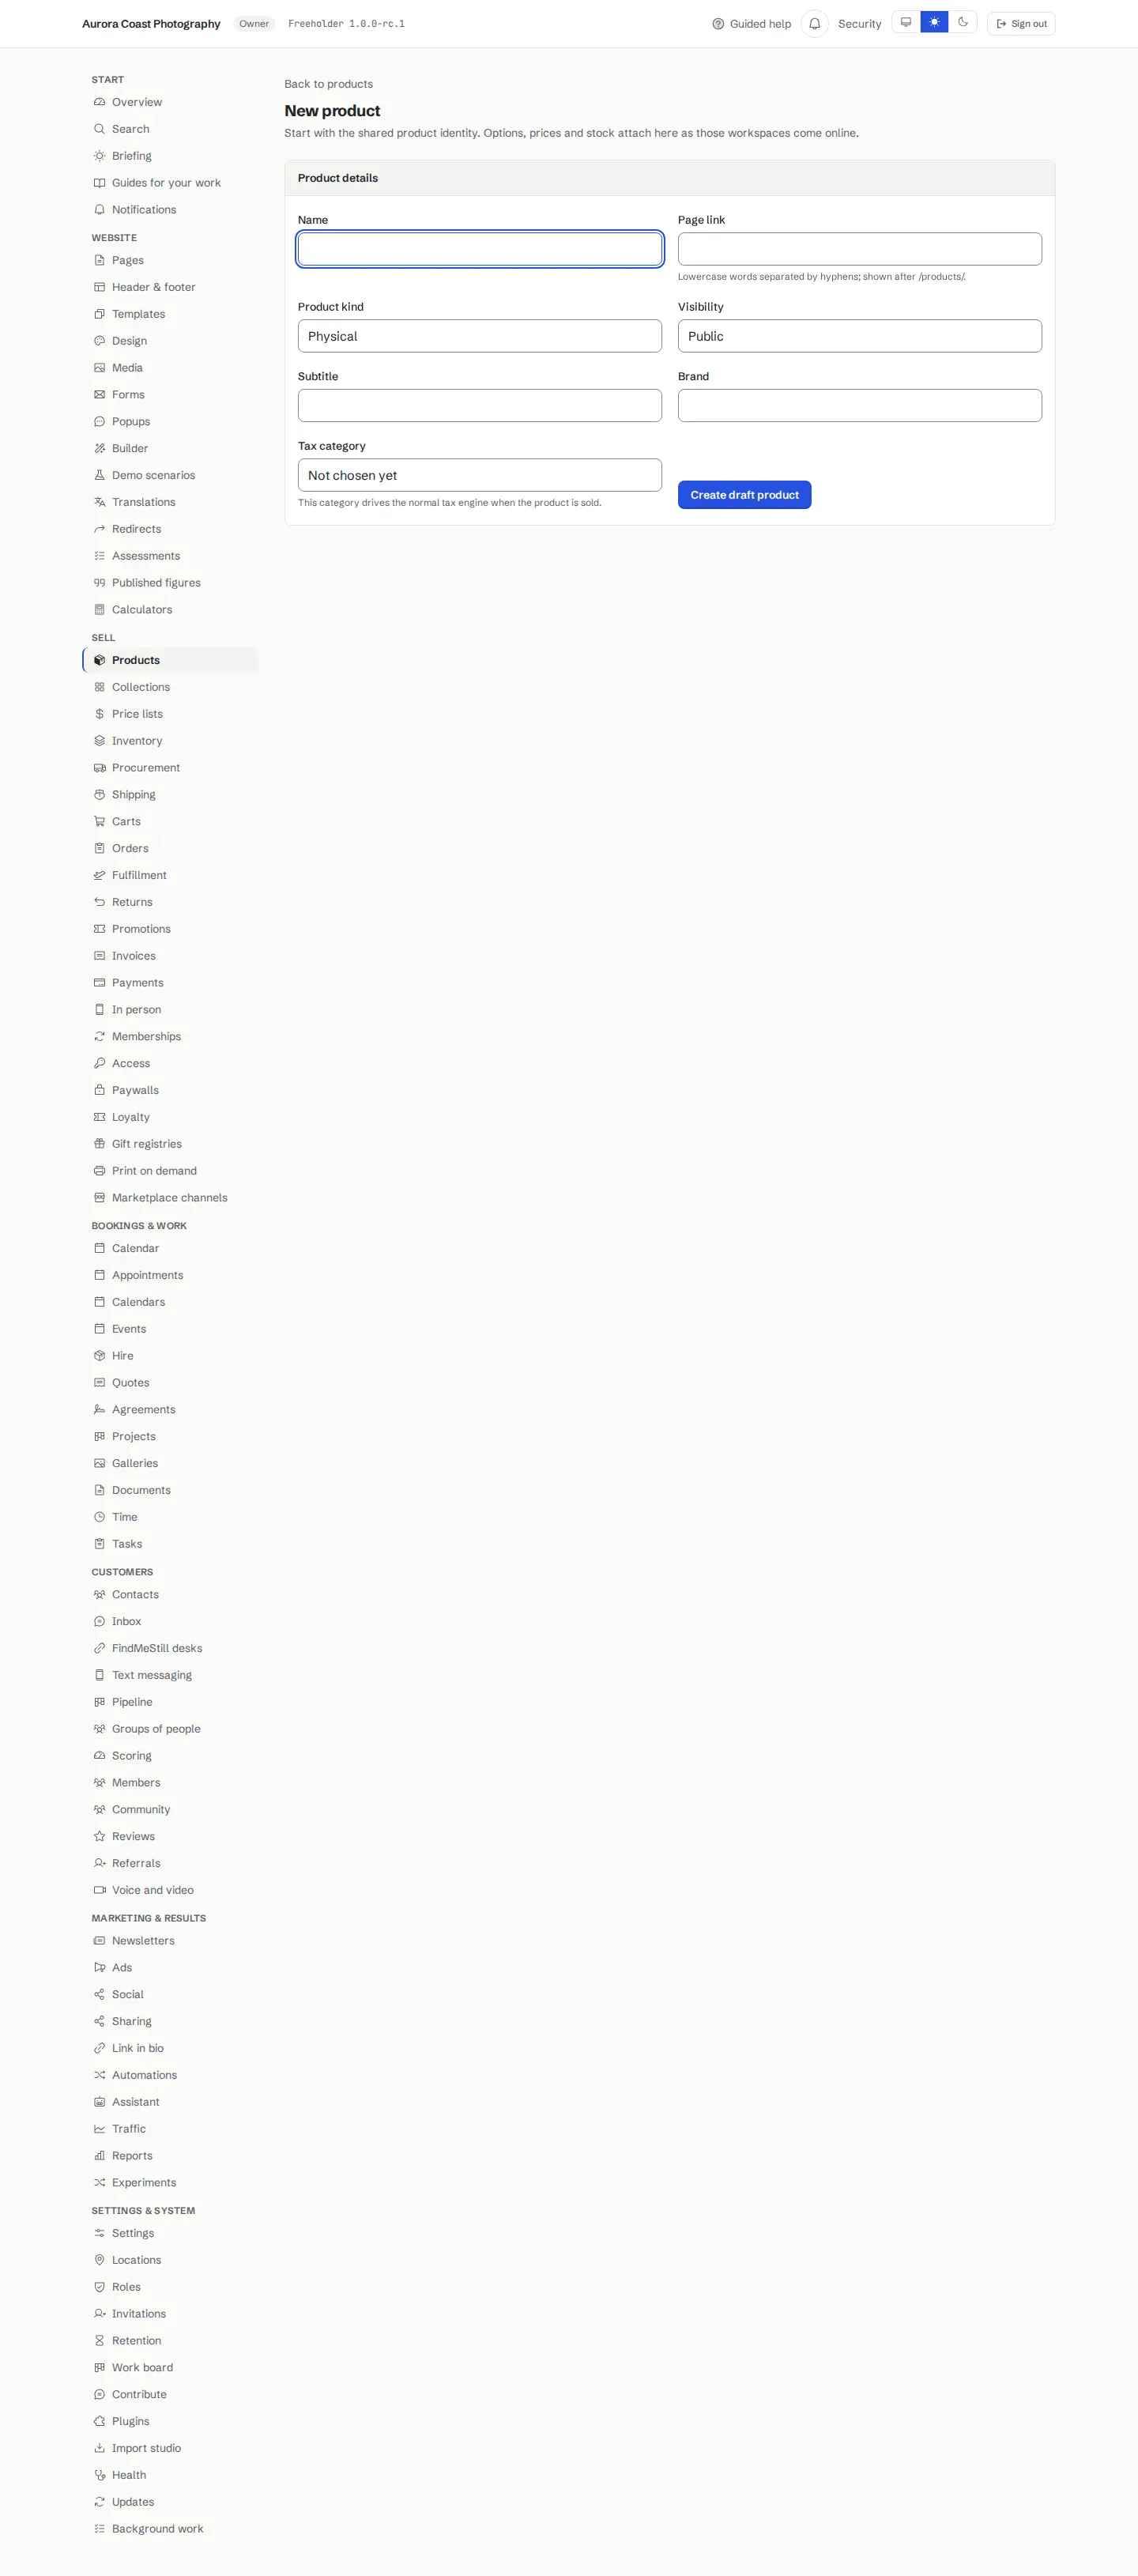 Aurora Coast Photography
Owner
Freeholder 1.0.0-rc.1
Guided help
Security
Sign out
START
Overview
Search
Briefing
Guides for your work
Notifications
WEBSITE
Pages
Header & footer
Templates
Design
Media
Forms
Popups
Builder
Demo scenarios
Translations
Redirects
Assessments
Published figures
Calculators
SELL
Products
Collections
Price lists
Inventory
Procurement
Shipping
Carts
Orders
Fulfillment
Returns
Promotions
Invoices
Payments
In person
Memberships
Access
Paywalls
Loyalty
Gift registries
Print on demand
Marketplace channels
BOOKINGS & WORK
Calendar
Appointments
Calendars
Events
Hire
Quotes
Agreements
Projects
Galleries
Documents
Time
Tasks
CUSTOMERS
Contacts
Inbox
FindMeStill desks
Text messaging
Pipeline
Groups of people
Scoring
Members
Community
Reviews
Referrals
Voice and video
MARKETING & RESULTS
Newsletters
Ads
Social
Sharing
Link in bio
Automations
Assistant
Traffic
Reports
Experiments
SETTINGS & SYSTEM
Settings
Locations
Roles
Invitations
Retention
Work board
Contribute
Plugins
Import studio
Health
Updates
Background work
Back to products
New product
Start with the shared product identity. Options, prices and stock attach here as those workspaces come online.
Product details
Name
Page link
Lowercase words separated by hyphens; shown after /products/.
Product kind
Physical
Visibility
Public
Subtitle
Brand
Tax category
Not chosen yet
This category drives the normal tax engine when the product is sold.
Create draft product